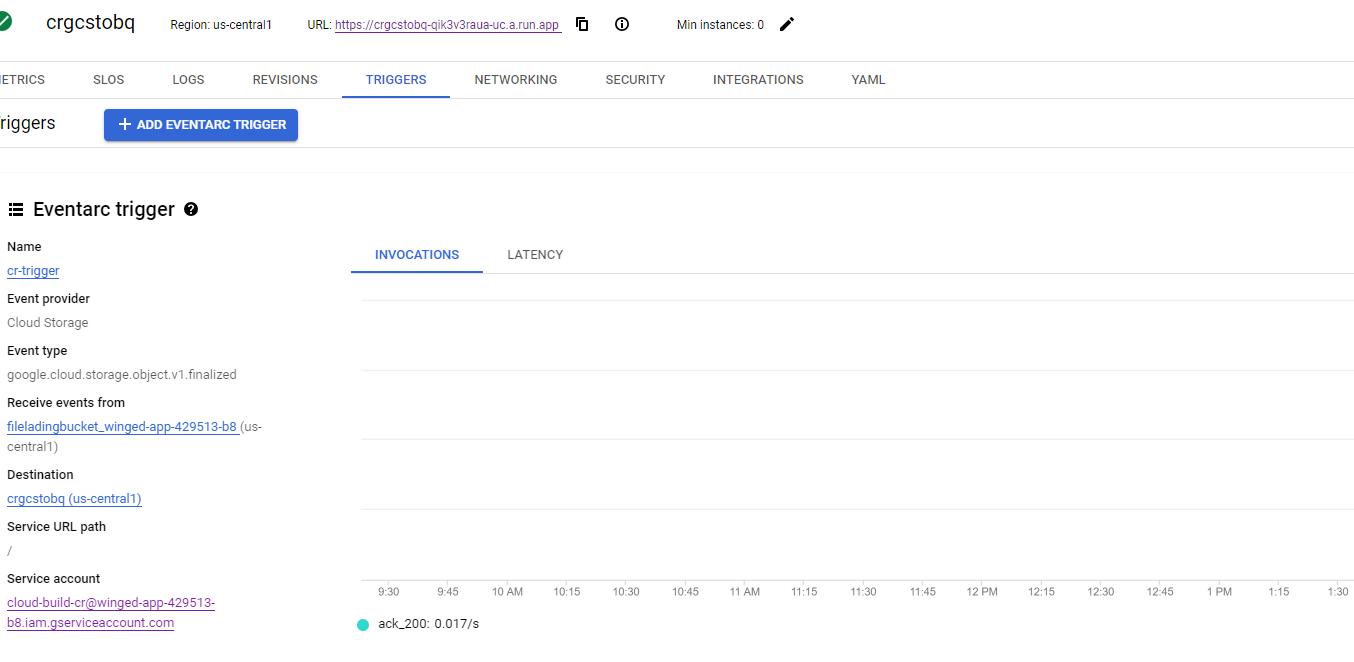 crgcstobq Region: us-central1 URL: https://crgcstobq-qik3v3raua-uc.a.run.app Min instances: 0
ETRICS SLOS LOGS REVISIONS TRIGGERS NETWORKING SECURITY INTEGRATIONS YAML
riggers + ADD EVENTARC TRIGGER
Eventarc trigger
Name
cr-trigger
Event provider
Cloud Storage
Event type
google.cloud.storage.object.v1.finalized
Receive events from
fileladingbucket_winged-app-429513-b8 (us-
central1)
Destination
crgcstobq (us-central1)
Service URL path
/
Service account
cloud-build-cr@winged-app-429513-
b8.iam.gserviceaccount.com
INVOCATIONS LATENCY
9:30 9:45 10 AM 10:15 10:30 10:45 11 AM 11:15 11:30 11:45 12 PM 12:15 12:30 12:45 1 PM 1:15 1:30
ack_200: 0.017/s